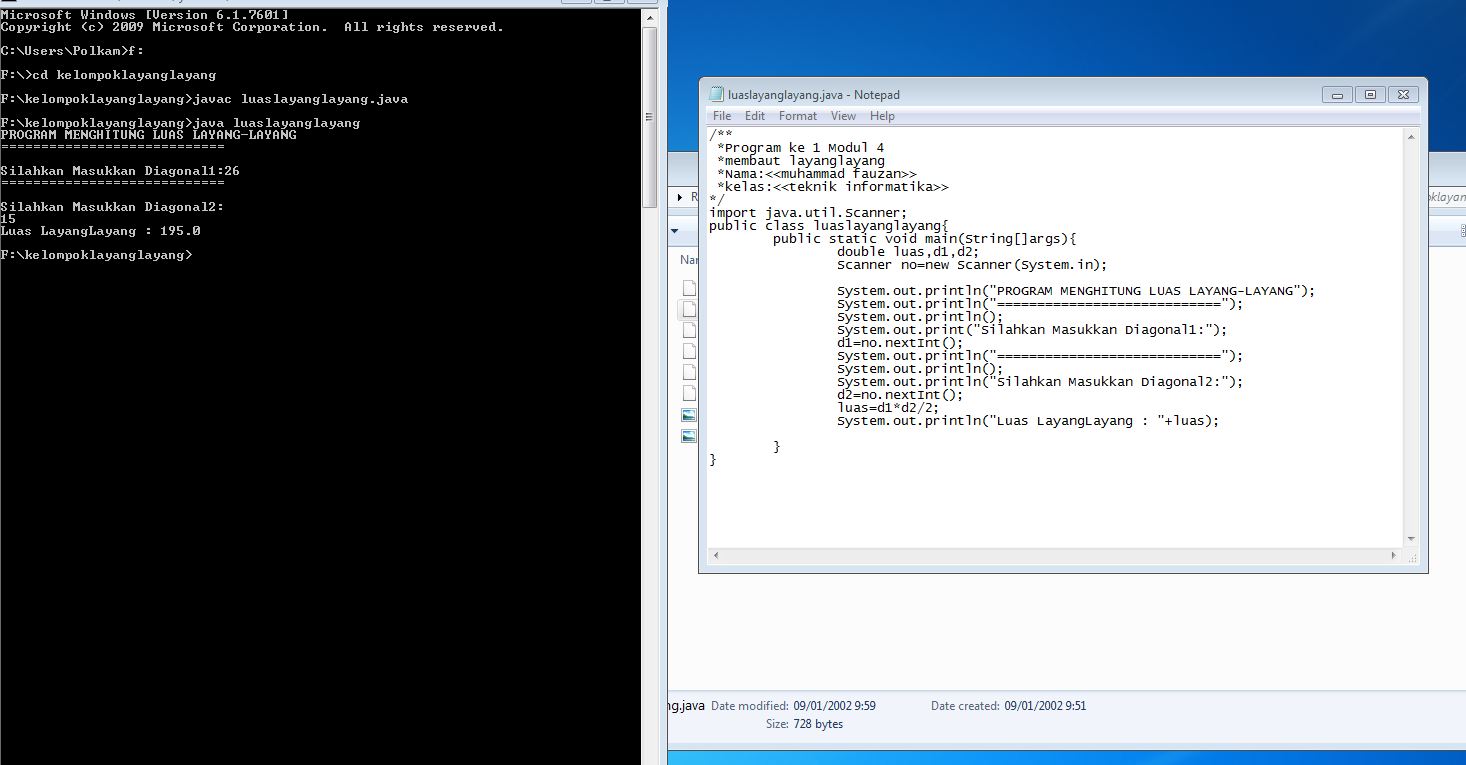 Microsoft Windows [Version 6.1.7601]
Copyright (c) 2009 Microsoft Corporation.  All rights reserved.
C:\Users\Polkam>f:
F:\>cd kelompoklayanglayang
F:\kelompoklayanglayang>javac luaslayanglayang.java
F:\kelompoklayanglayang>java luaslayanglayang
PROGRAM MENGHITUNG LUAS LAYANG-LAYANG
============================
Silahkan Masukkan Diagonal1:26
============================
Silahkan Masukkan Diagonal2:
15
Luas LayangLayang : 195.0
F:\kelompoklayanglayang>
luaslayanglayang.java - Notepad
File Edit Format View Help
/**
 *Program ke 1 Modul 4
 *membaut layanglayang
 *Nama:<<muhammad fauzan>>
 *kelas:<<teknik informatika>>
*/
import java.util.Scanner;
public class luaslayanglayang{
        public static void main(String[]args){
                double luas,d1,d2;
                Scanner no=new Scanner(System.in);
                System.out.println("PROGRAM MENGHITUNG LUAS LAYANG-LAYANG");
                System.out.println("============================");
                System.out.println();
                System.out.print("Silahkan Masukkan Diagonal1:");
                d1=no.nextInt();
                System.out.println("============================");
                System.out.println();
                System.out.println("Silahkan Masukkan Diagonal2:");
                d2=no.nextInt();
                luas=d1*d2/2;
                System.out.println("Luas LayangLayang : "+luas);
        }
}
ng.java Date modified: 09/01/2002 9:59 Date created: 09/01/2002 9:51
Size: 728 bytes